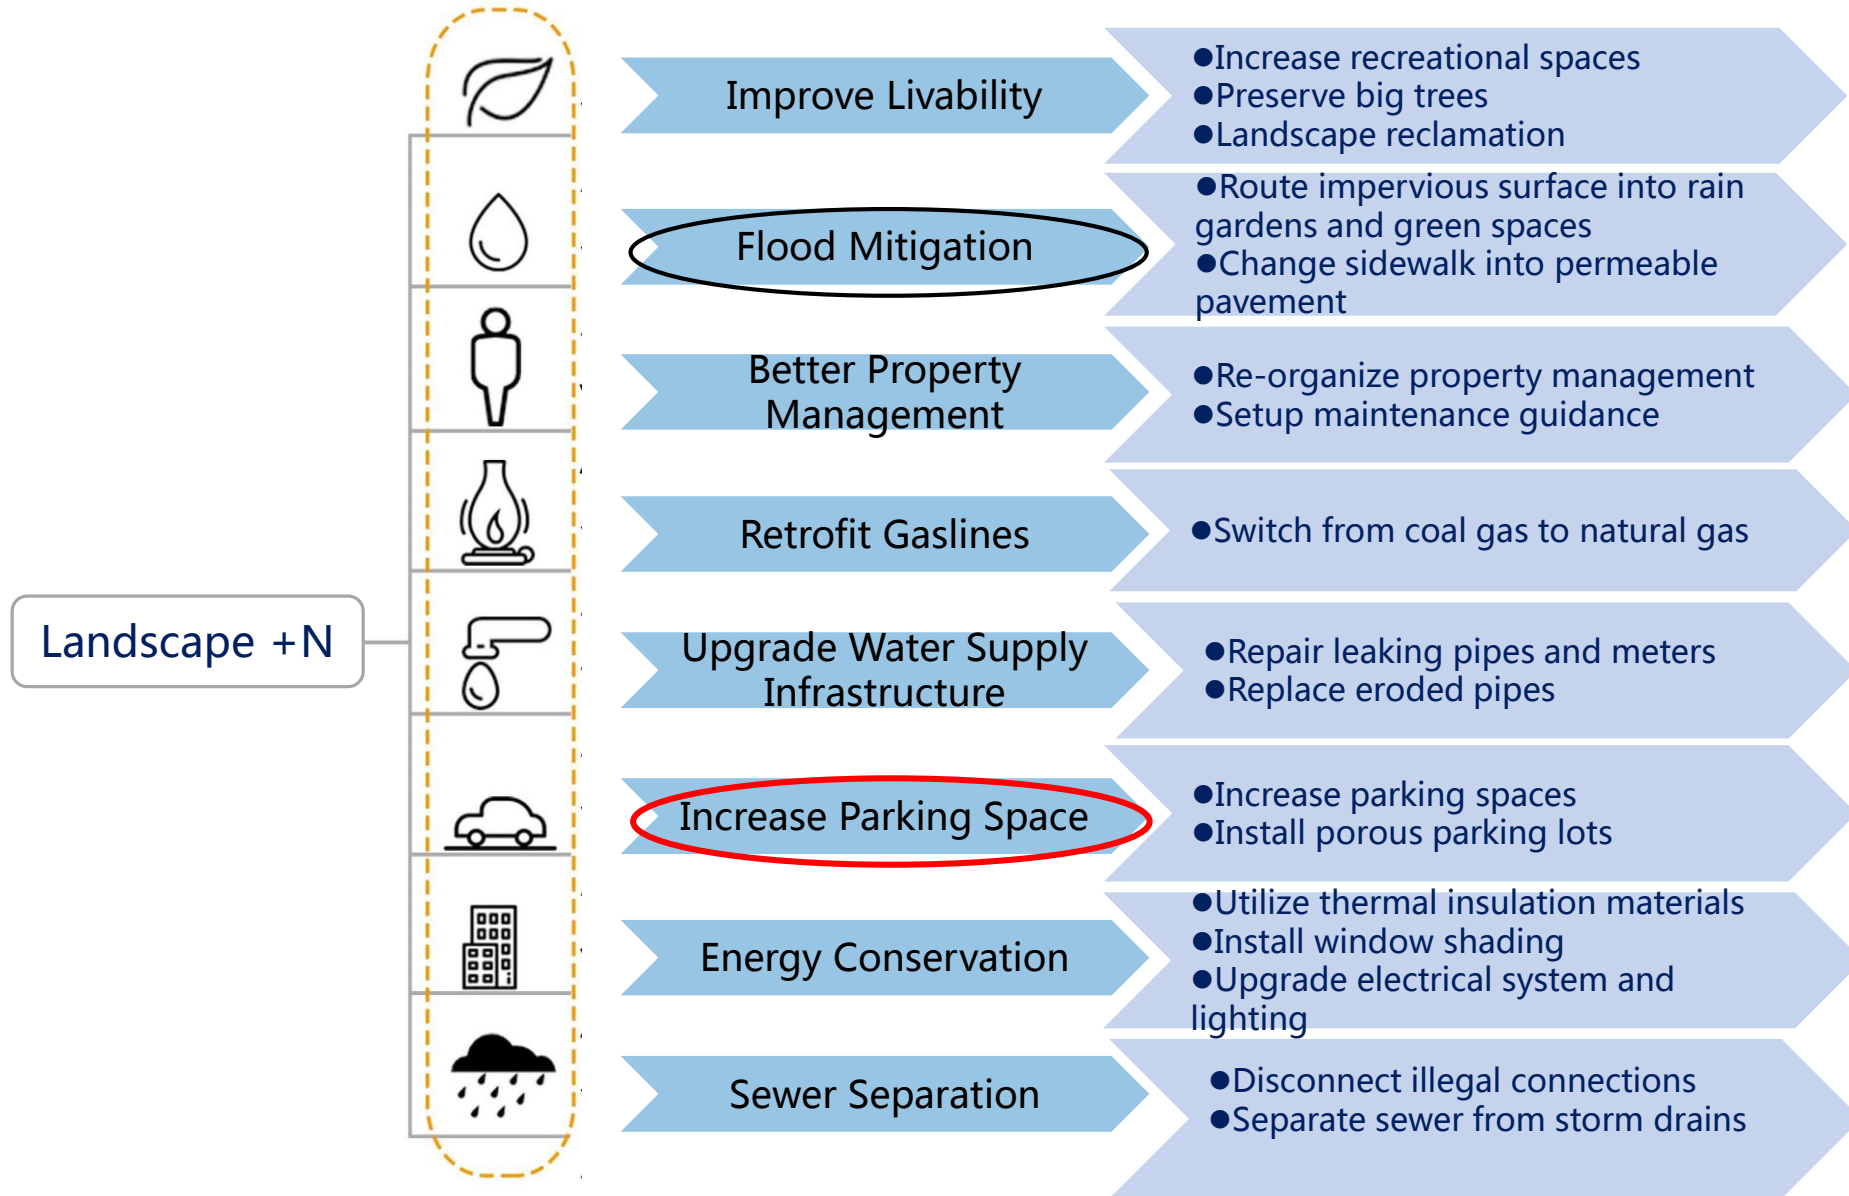 Landscape +N
Improve Livability
●Increase recreational spaces
●Preserve big trees
●Landscape reclamation
Flood Mitigation
●Route impervious surface into rain
gardens and green spaces
●Change sidewalk into permeable
pavement
Better Property
Management
●Re-organize property management
●Setup maintenance guidance
Retrofit Gaslines
●Switch from coal gas to natural gas
Upgrade Water Supply
Infrastructure
●Repair leaking pipes and meters
●Replace eroded pipes
Increase Parking Space
●Increase parking spaces
●Install porous parking lots
Energy Conservation
●Utilize thermal insulation materials
●Install window shading
●Upgrade electrical system and
lighting
Sewer Separation
●Disconnect illegal connections
●Separate sewer from storm drains